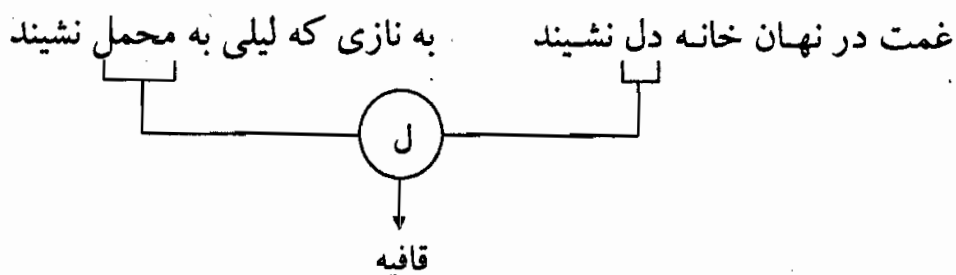 غمت در نهان خانه دل نشیند به نازی که لیلی به محمل نشیند
ل
قافیه